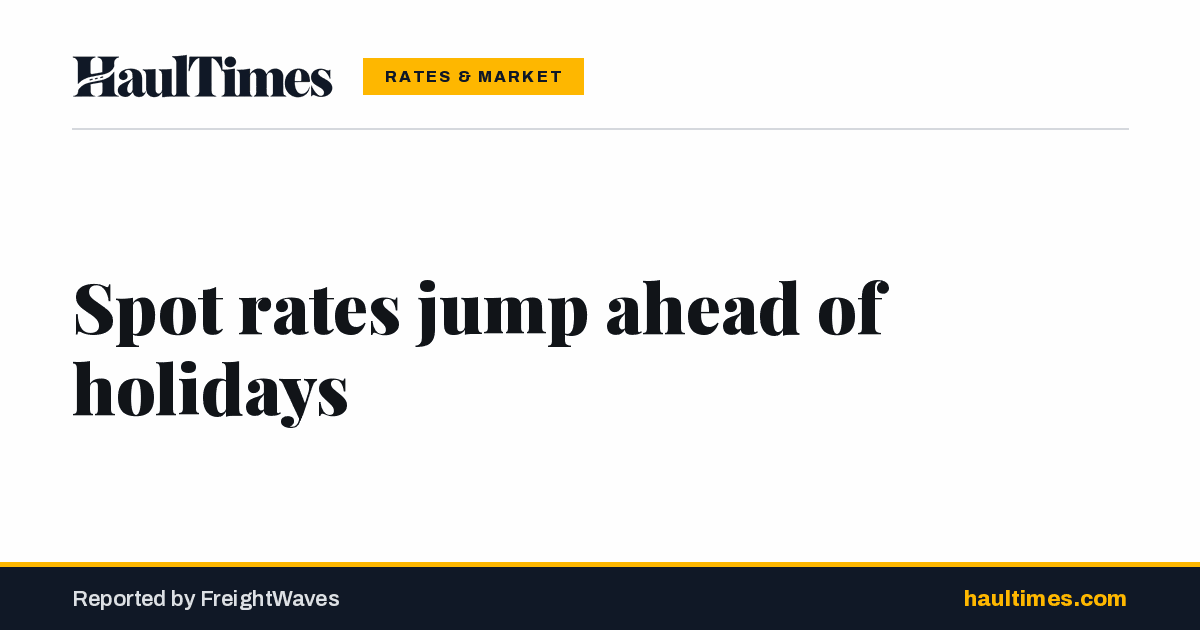 HaulTimes
RATES & MARKET
Spot rates jump ahead of
holidays
Reported by FreightWaves
haultimes.com